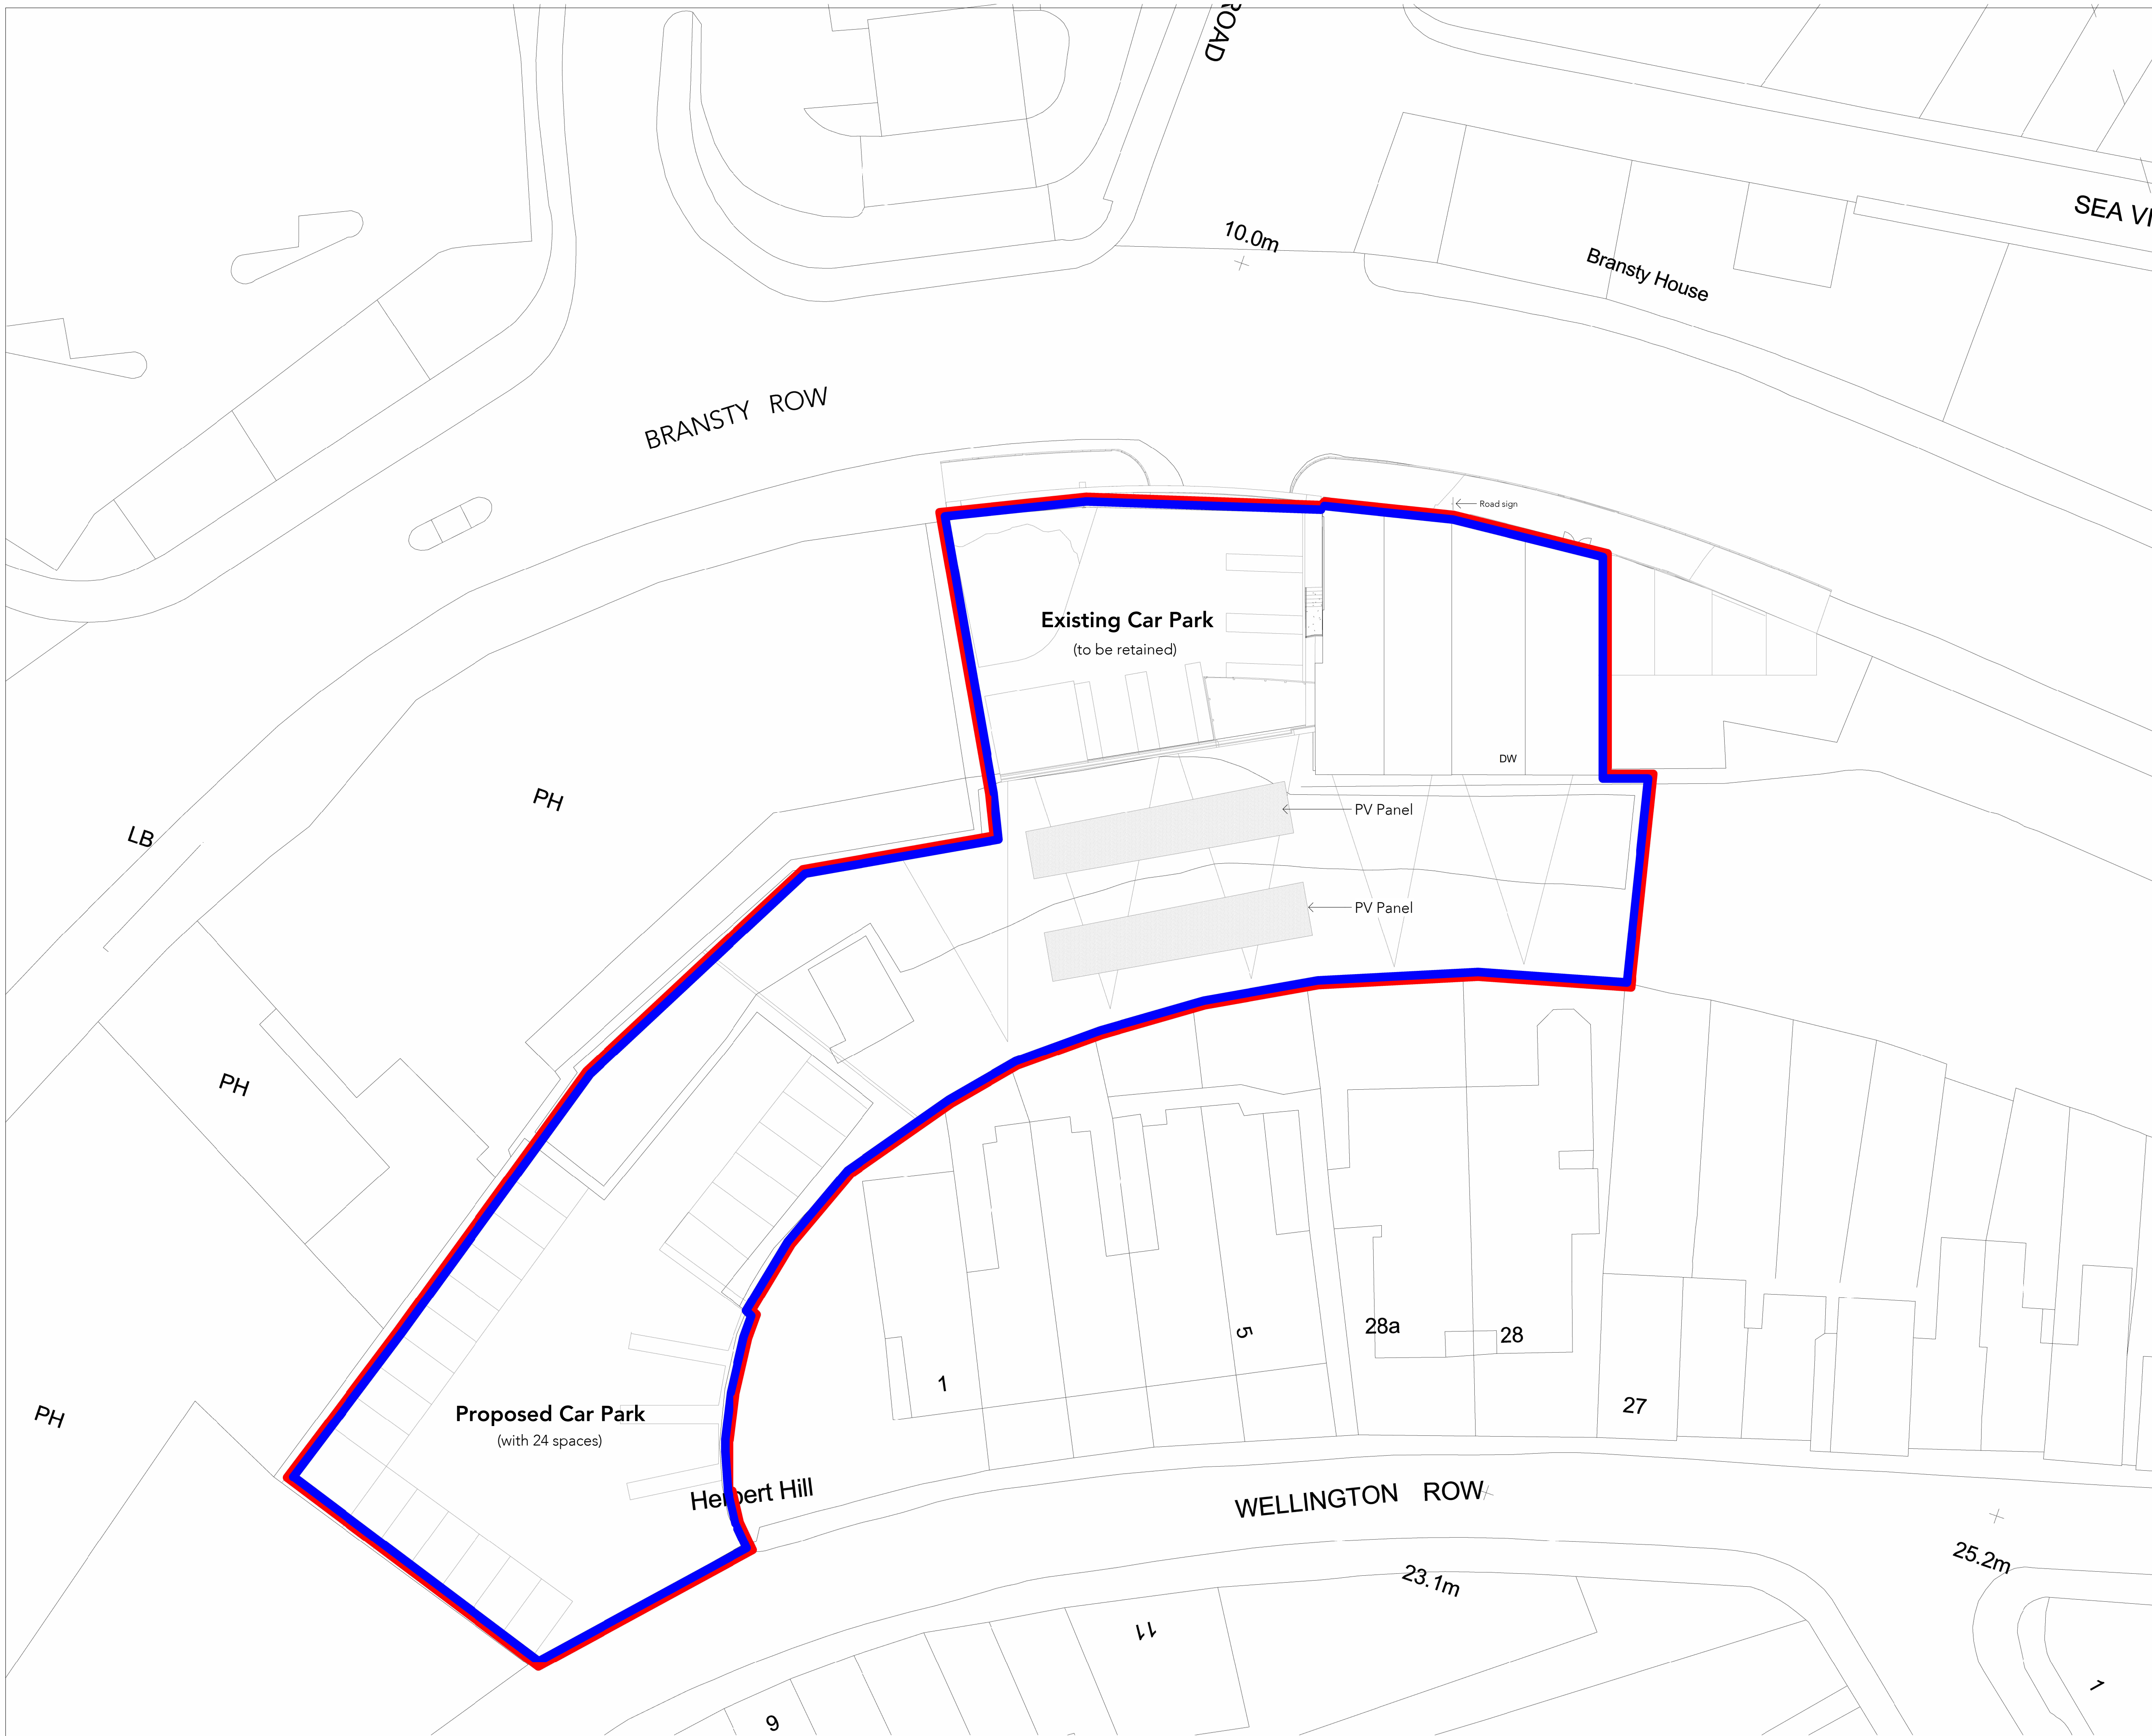 ROAD
SEA VI
10.0m
Bransty House
BRANSTY ROW
Road sign
Existing Car Park
(to be retained)
DW
PH
PV Panel
LB
PV Panel
PH
5
28a
28
1
27
PH
Proposed Car Park
(with 24 spaces)
Herbert Hill
WELLINGTON ROW
25.2m
23.1m
11
1
9